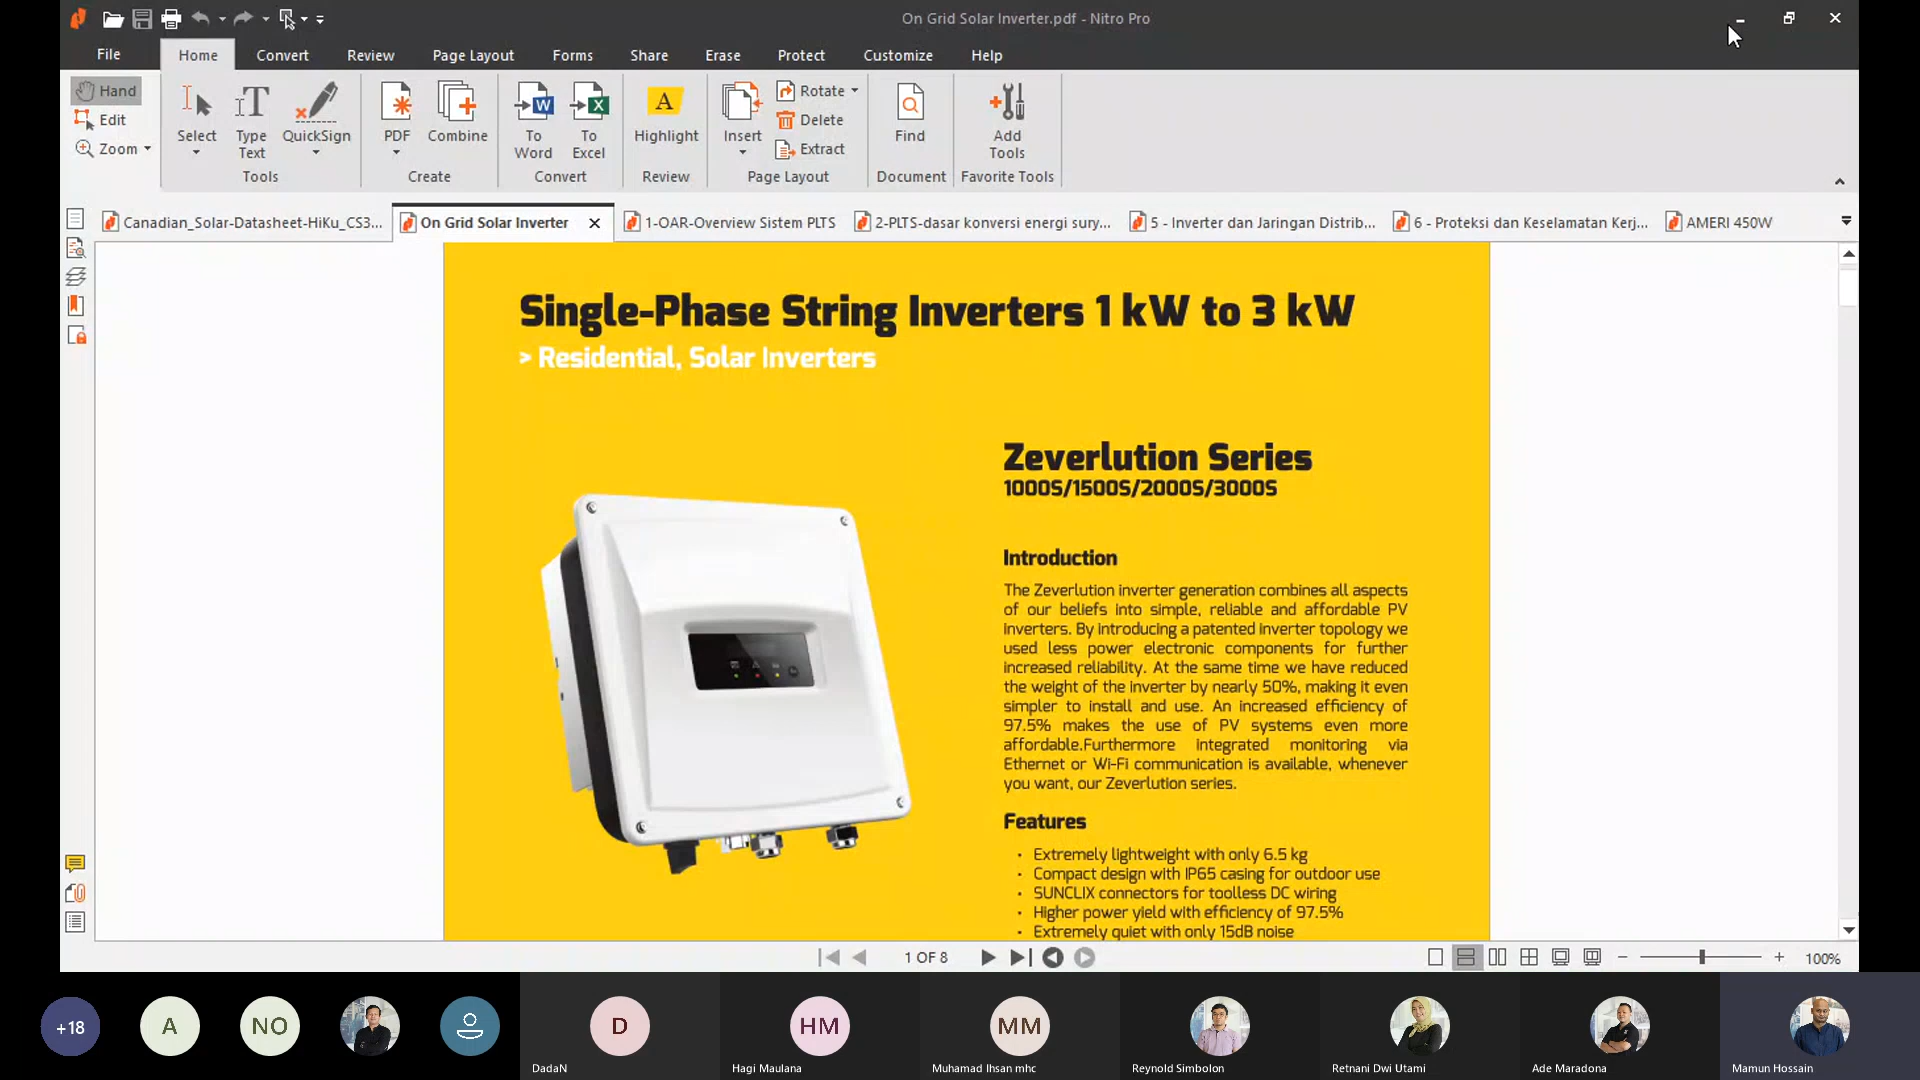 On Grid Solar Inverter.pdf - Nitro Pro
File Home Convert Review Page Layout Forms Share Erase Protect Customize Help
Hand
Edit
Zoom
Select
Type
Text
QuickSign
Tools
PDF
Combine
Create
To
Word
To
Excel
Convert
Highlight
Review
Insert
Rotate
Delete
Extract
Page Layout
Find
Document
Add
Tools
Favorite Tools
Canadian_Solar-Datasheet-HiKu_CS3...
On Grid Solar Inverter
1-OAR-Overview Sistem PLTS
2-PLTS-dasar konversi energi sury...
5 - Inverter dan Jaringan Distrib...
6 - Proteksi dan Keselamatan Kerj...
AMERI 450W
Single-Phase String Inverters 1 kW to 3 kW
> Residential, Solar Inverters
Zeverlution Series
1000S/1500S/2000S/3000S
Introduction
The Zeverlution inverter generation combines all aspects
of our beliefs into simple, reliable and affordable PV
inverters. By introducing a patented inverter topology we
used less power electronic components for further
increased reliability. At the same time we have reduced
the weight of the inverter by nearly 50%, making it even
simpler to install and use. An increased efficiency of
97.5% makes the use of PV systems even more
affordable.Furthermore integrated monitoring via
Ethernet or Wi-Fi communication is available, whenever
you want, our Zeverlution series.
Features
· Extremely lightweight with only 6.5 kg
· Compact design with IP65 casing for outdoor use
· SUNCLIX connectors for toolless DC wiring
· Higher power yield with efficiency of 97.5%
· Extremely quiet with only 15dB noise
1 OF 8
100%
+18
A
NO
D
DadaN
HM
Hagi Maulana
MM
Muhamad Ihsan mhc
Reynold Simbolon
Retnani Dwi Utami
Ade Maradona
Mamun Hossain